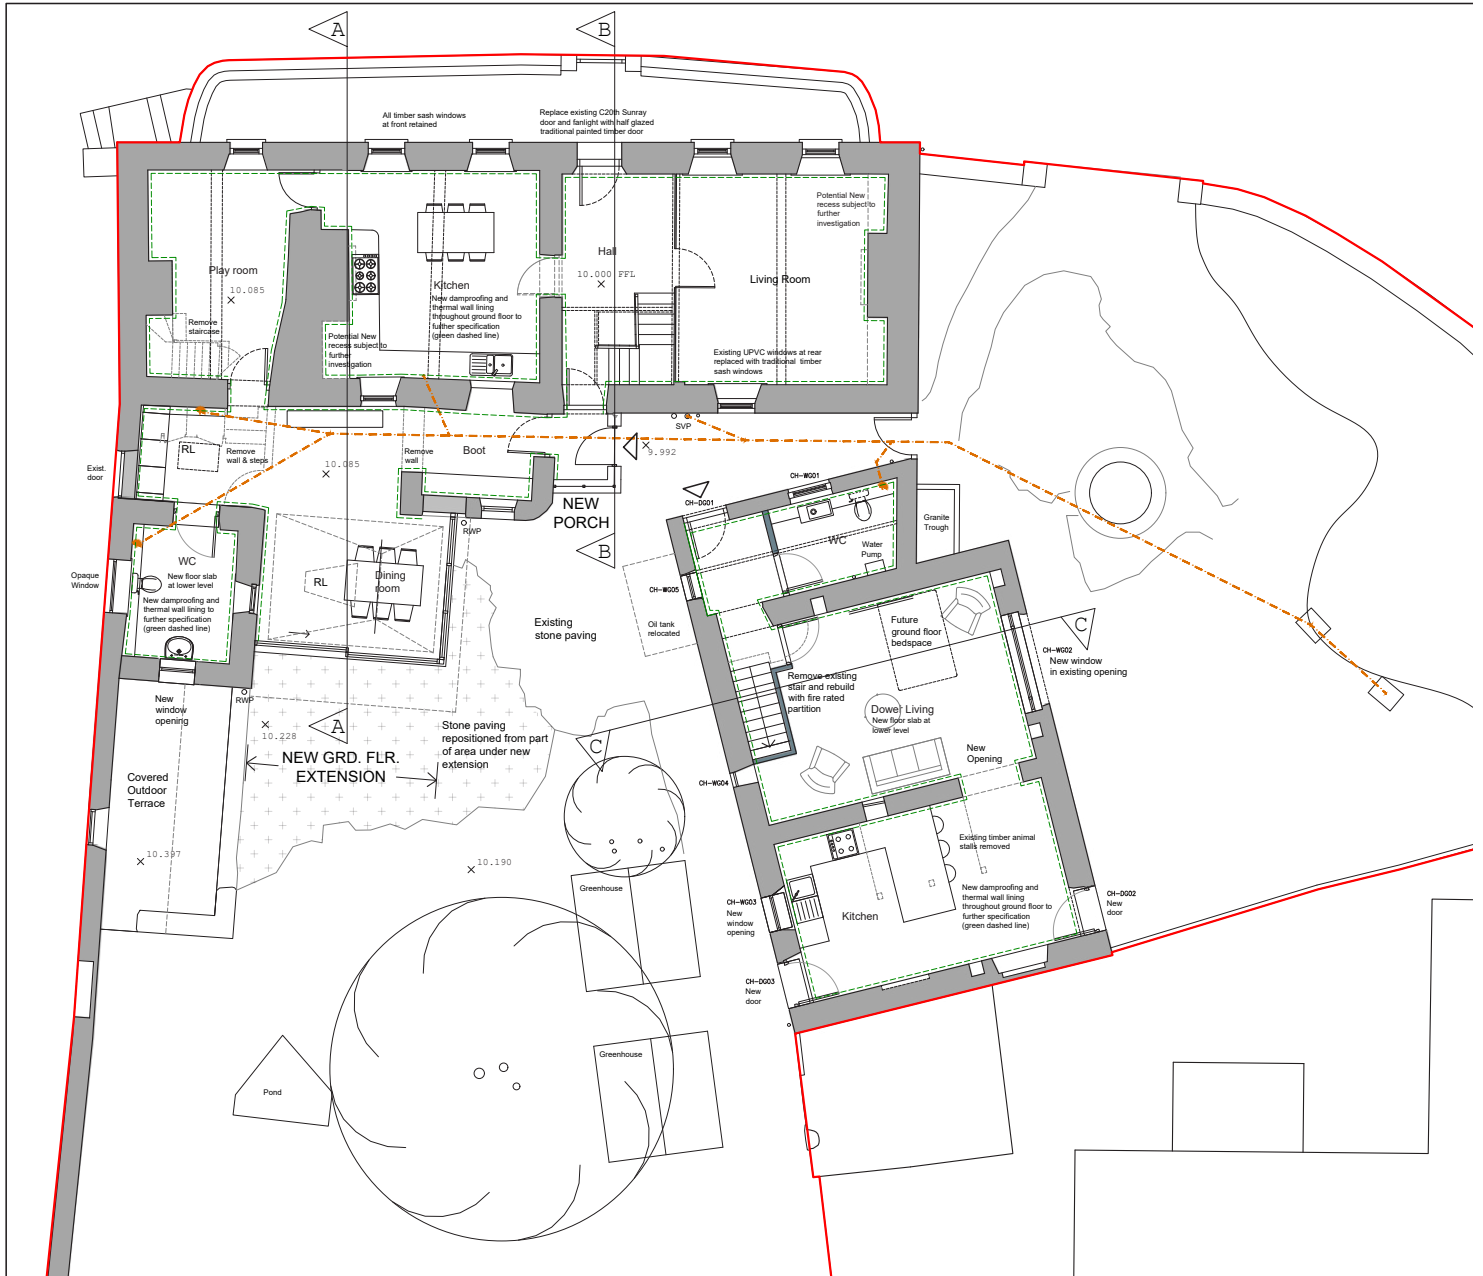 A
B
All timber sash windows
at front retained
Replace existing C20th Sunray
door and fanlight with half glazed
traditional painted timber door
Potential New
recess subject to
further
investigation
Play room
10.085
Remove
staircase
Kitchen
New damproofing and
thermal wall lining
throughout ground floor to
further specification
(green dashed line)
Potential New
recess subject to
further
investigation
Hall
10.000 FFL
Living Room
Existing UPVC windows at rear
replaced with traditional timber
sash windows
RL
Remove
wall & steps
Exist.
door
10.085
Remove
wall
Boot
SVP
9.992
NEW
PORCH
B
RWP
CH-DG01
CH-WG01
WC
Water
Pump
Granite
Trough
CH-WG05
Oil tank
relocated
WC
New floor slab
at lower level
New damproofing and
thermal wall lining to
further specification
(green dashed line)
Opaque
Window
RL
Dining
room
Existing
stone paving
Future
ground floor
bedspace
C
CH-WG02
New window
in existing opening
Remove existing
stair and rebuild
with fire rated
partition
Dower Living
New floor slab at
lower level
New
Opening
New
window
opening
RWP
10.228
A
NEW GRD. FLR.
EXTENSION
Stone paving
repositioned from part
of area under new
extension
C
CH-WG04
Covered
Outdoor
Terrace
10.397
10.190
Existing timber animal
stalls removed
New damproofing and
thermal wall lining
throughout ground floor to
further specification
(green dashed line)
Kitchen
CH-WG03
New
window
opening
CH-DG02
New
door
CH-DG03
New
door
Greenhouse
Greenhouse
Pond